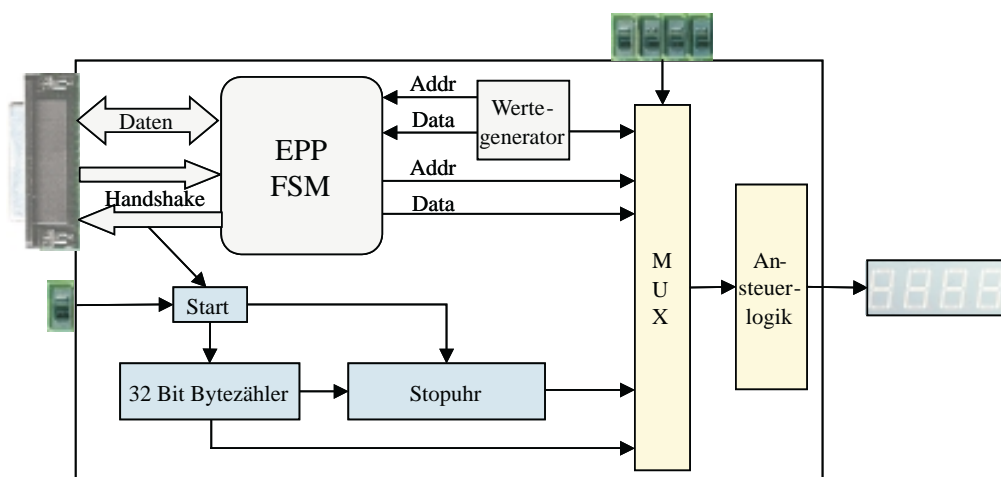 Addr
Daten
Data
Werte-
generator
EPP
FSM
Addr
Handshake
Data
M
U
X
An-
steuer-
logik
Start
32 Bit Bytezähler
Stopuhr